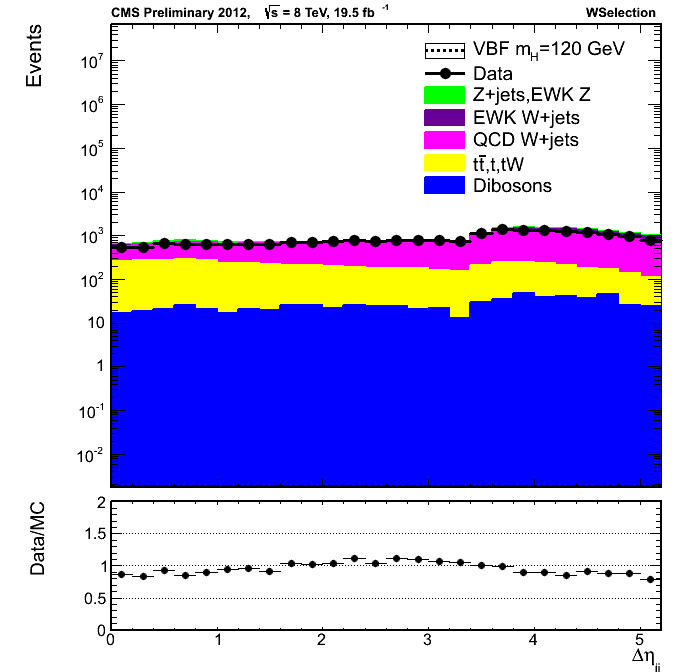 CMS Preliminary 2012, √s = 8 TeV, 19.5 fb⁻¹ WSelection
Events
VBF m_H=120 GeV
Data
Z+jets,EWK Z
EWK W+jets
QCD W+jets
tt̄,t,tW
Dibosons
10⁷
10⁶
10⁵
10⁴
10³
10²
10
1
10⁻¹
10⁻²
Data/MC
2
1.5
1
0.5
0
0 1 2 3 4 5
Δη_jj